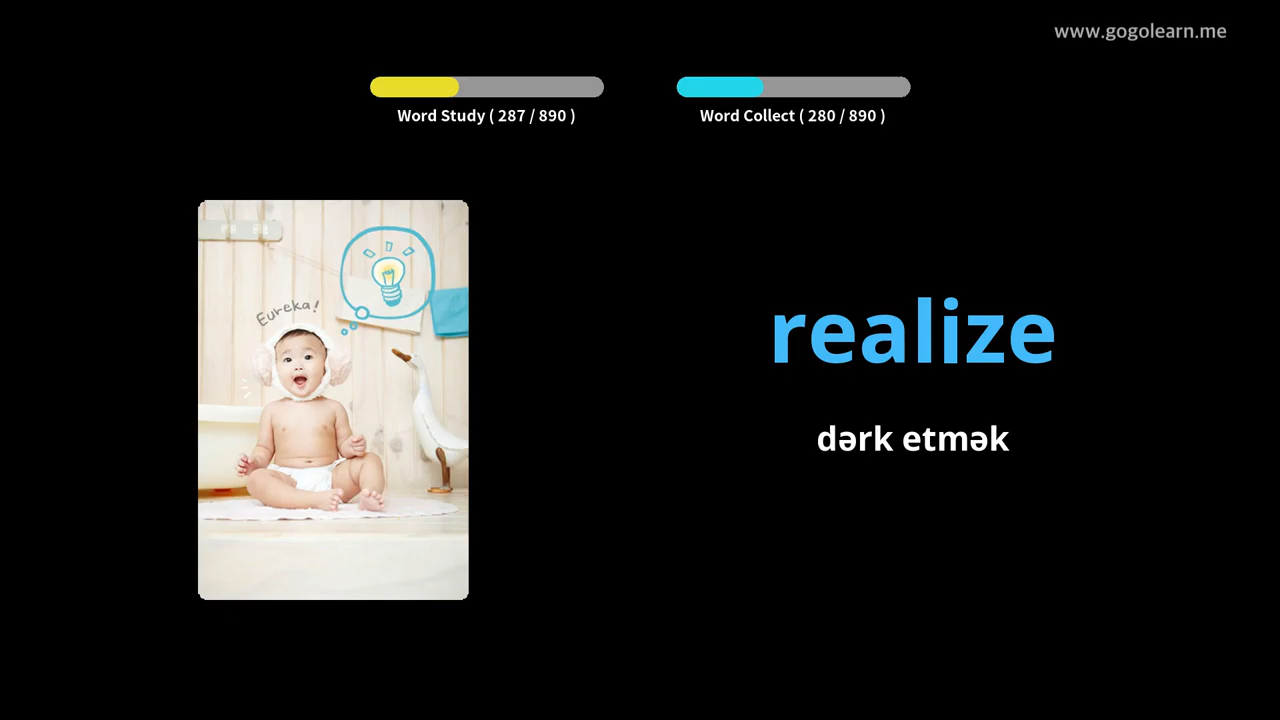 www.gogolearn.me
Word Study ( 287 / 890 )
Word Collect ( 280 / 890 )
Eureka!
realize
dərk etmək